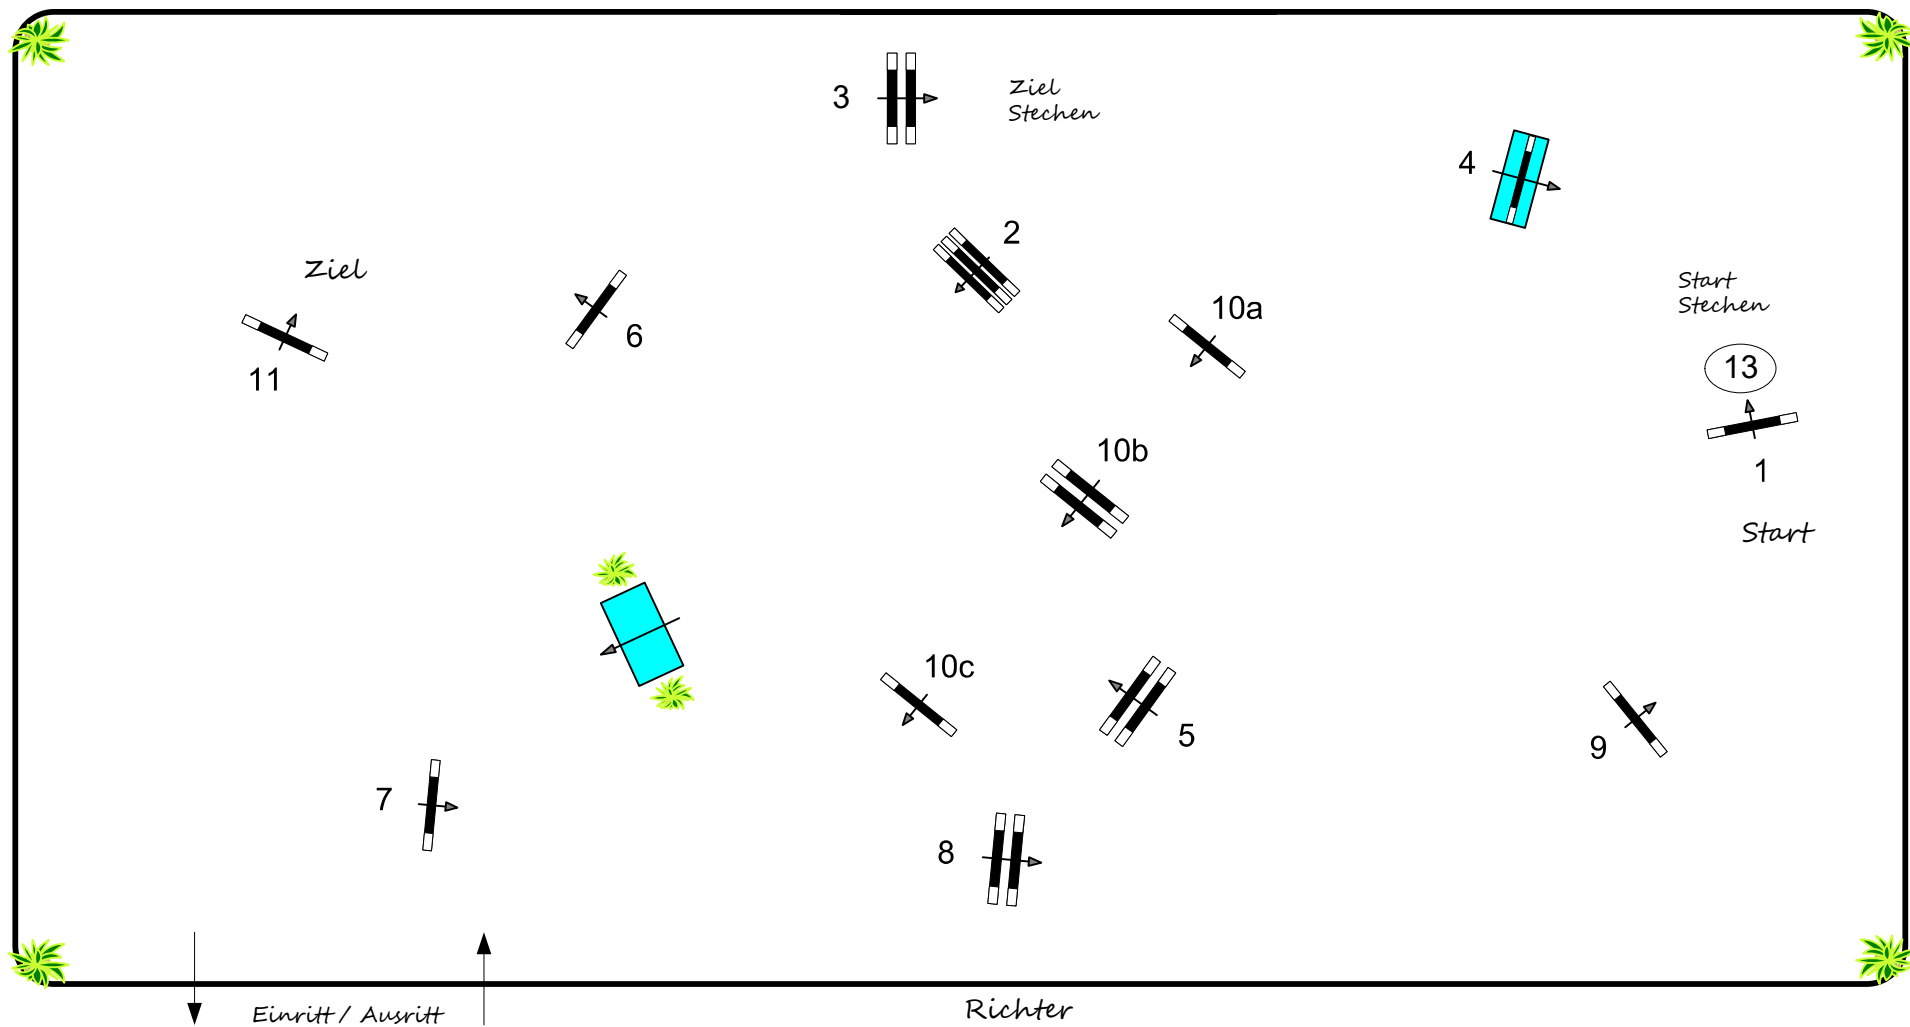 3
Ziel
Stechen
4
2
Ziel
Start
Stechen
10a
6
13
11
10b
1
Start
10c
5
9
7
8
Einritt / Ausritt
Richter